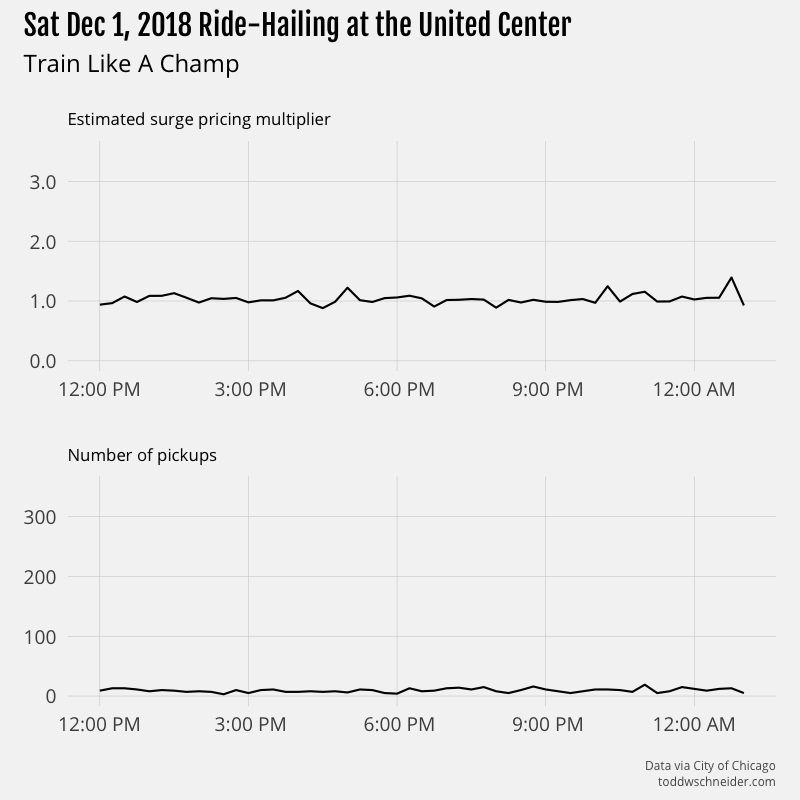 Sat Dec 1, 2018 Ride-Hailing at the United Center
Train Like A Champ
Estimated surge pricing multiplier
3.0
2.0
1.0
0.0
12:00 PM 3:00 PM 6:00 PM 9:00 PM 12:00 AM
Number of pickups
300
200
100
0
12:00 PM 3:00 PM 6:00 PM 9:00 PM 12:00 AM
Data via City of Chicago
toddwschneider.com